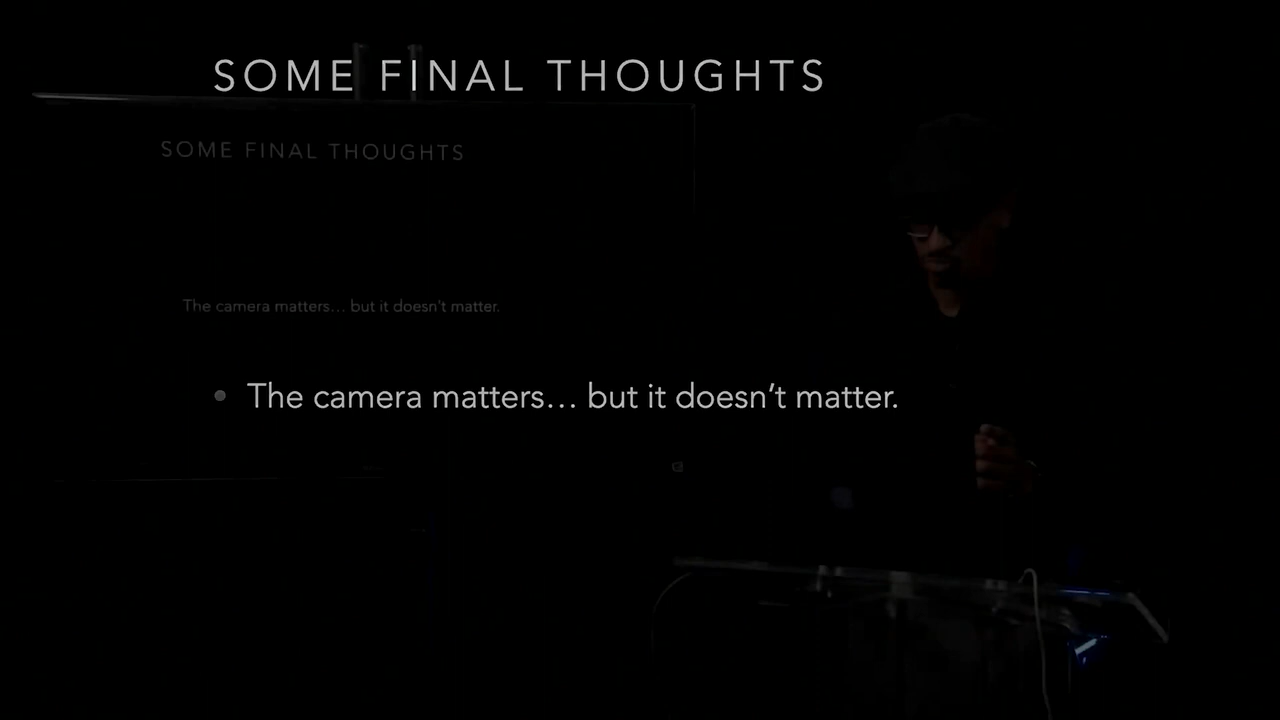 SOME FINAL THOUGHTS
SOME FINAL THOUGHTS
The camera matters... but it doesn't matter.
• The camera matters… but it doesn’t matter.